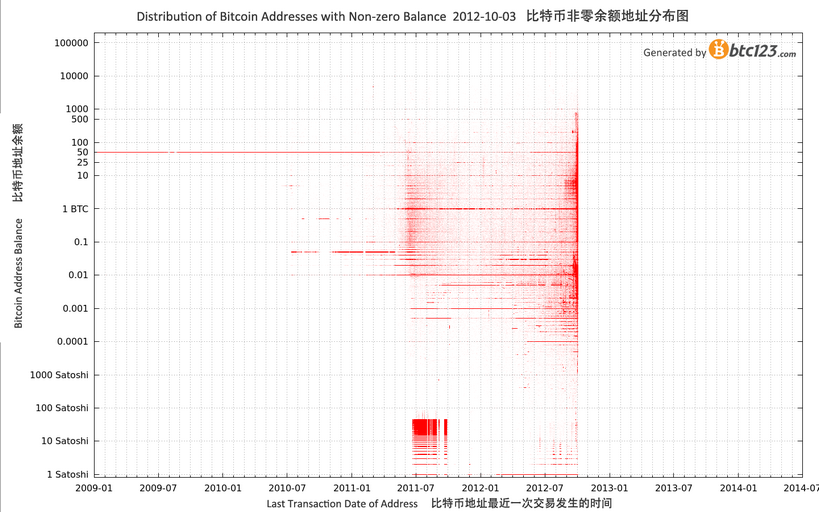 Distribution of Bitcoin Addresses with Non-zero Balance 2012-10-03 比特币非零余额地址分布图
Generated by btc123.com
Bitcoin Address Balance 比特币地址余额
100000
10000
1000
500
100
50
25
10
1 BTC
0.1
0.01
0.001
0.0001
1000 Satoshi
100 Satoshi
10 Satoshi
1 Satoshi
2009-01 2009-07 2010-01 2010-07 2011-01 2011-07 2012-01 2012-07 2013-01 2013-07 2014-01 2014-07
Last Transaction Date of Address 比特币地址最近一次交易发生的时间